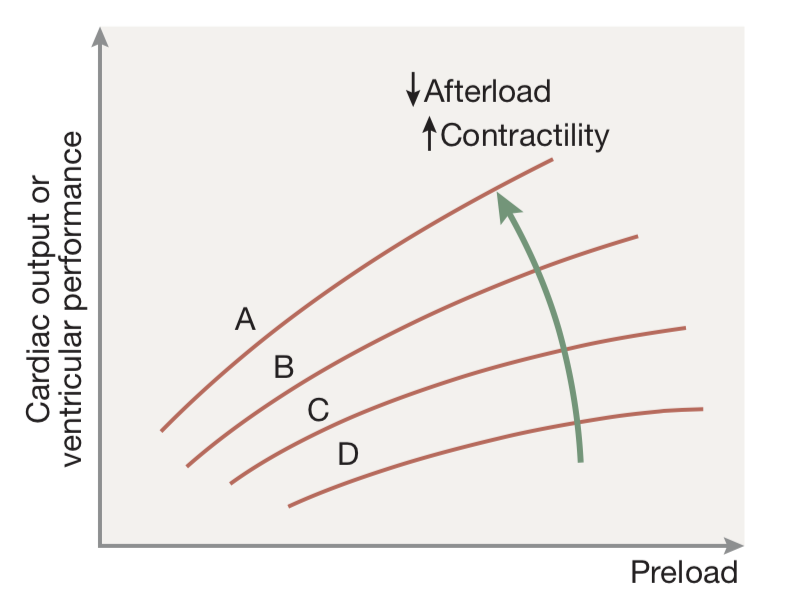 ↓Afterload
↑Contractility
Cardiac output or
ventricular performance
A
B
C
D
Preload